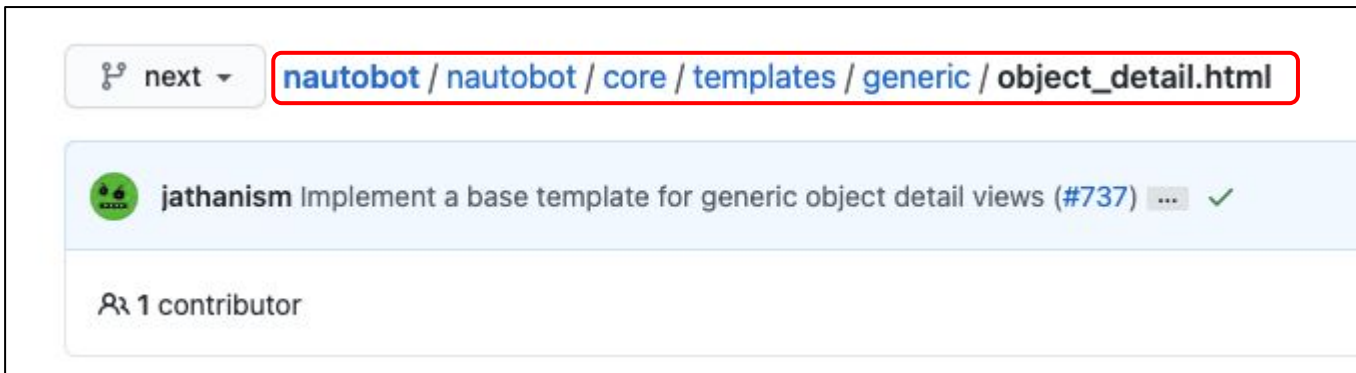 next nautobot / nautobot / core / templates / generic / object_detail.html
jathanism Implement a base template for generic object detail views (#737) ...
1 contributor